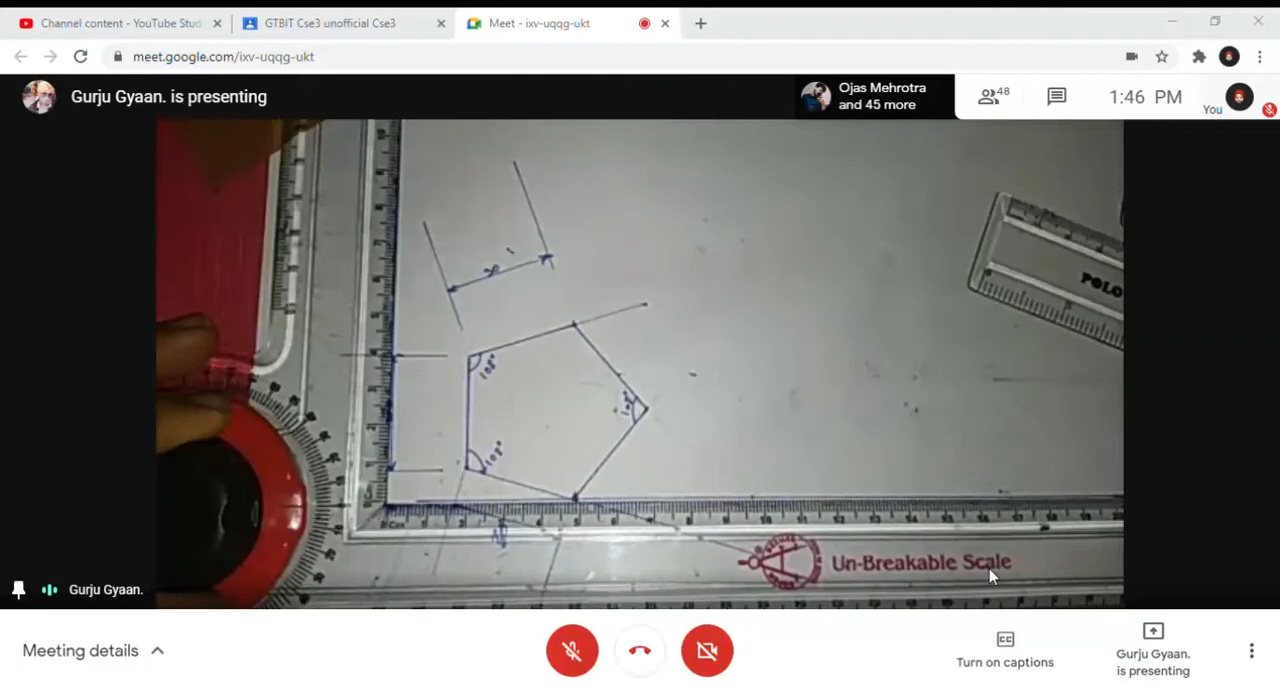 Channel content - YouTube Stud
GTBIT Cse3 unofficial Cse3
Meet - ixv-uqqg-ukt
meet.google.com/ixv-uqqg-ukt
Gurju Gyaan. is presenting
Ojas Mehrotra
and 45 more
48
1:46 PM
You
POLO
108°
108°
108°
Un-Breakable Scale
Gurju Gyaan.
Meeting details
Turn on captions
Gurju Gyaan.
is presenting